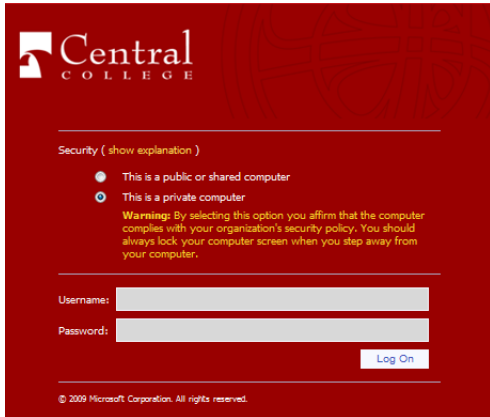 Central
COLLEGE
Security ( show explanation )
This is a public or shared computer
This is a private computer
Warning: By selecting this option you affirm that the computer
complies with your organization's security policy. You should
always lock your computer screen when you step away from
your computer.
Username:
Password:
Log On
© 2009 Microsoft Corporation. All rights reserved.